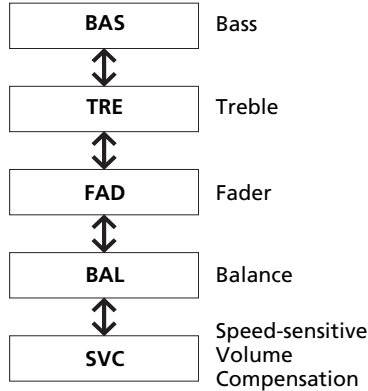 BAS Bass
TRE Treble
FAD Fader
BAL Balance
SVC Speed-sensitive
Volume
Compensation